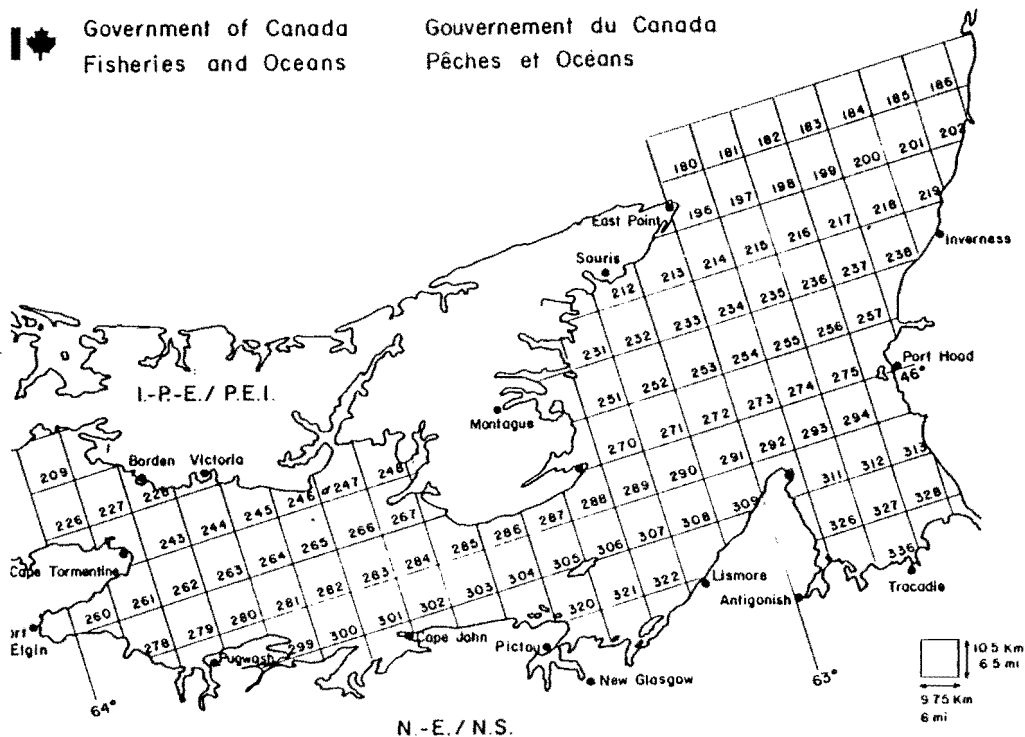 Government of Canada
Fisheries and Oceans
Gouvernement du Canada
Pêches et Océans
180 181 182 183 184 185 186
196 197 198 199 200 201 202
East Point
212 213 214 215 216 217 218 219
Souris
Inverness
231 232 233 234 235 236 237 238
I.-P.-E./ P.E.I.
251 252 253 254 255 256 257
Port Hood
46°
Montague
270 271 272 273 274 275
209
Borden
Victoria
226 227 228
243 244 245 246 247 248
288 289 290 291 292 293 294
Cape Tormentine
260 261 262 263 264 265 266 267
305 306 307 308 309
311 312 313
278 279 280 281 282 283 284 285 286 287
326 327 328
Elgin
299 300 301 302 303 304
320 321 322
336
Lismore
Antigonish
Tracadie
Pugwash
Cape John
Pictou
New Glasgow
64°
63°
N.-E./ N.S.
10.5 Km
6.5 mi
9.75 Km
6 mi